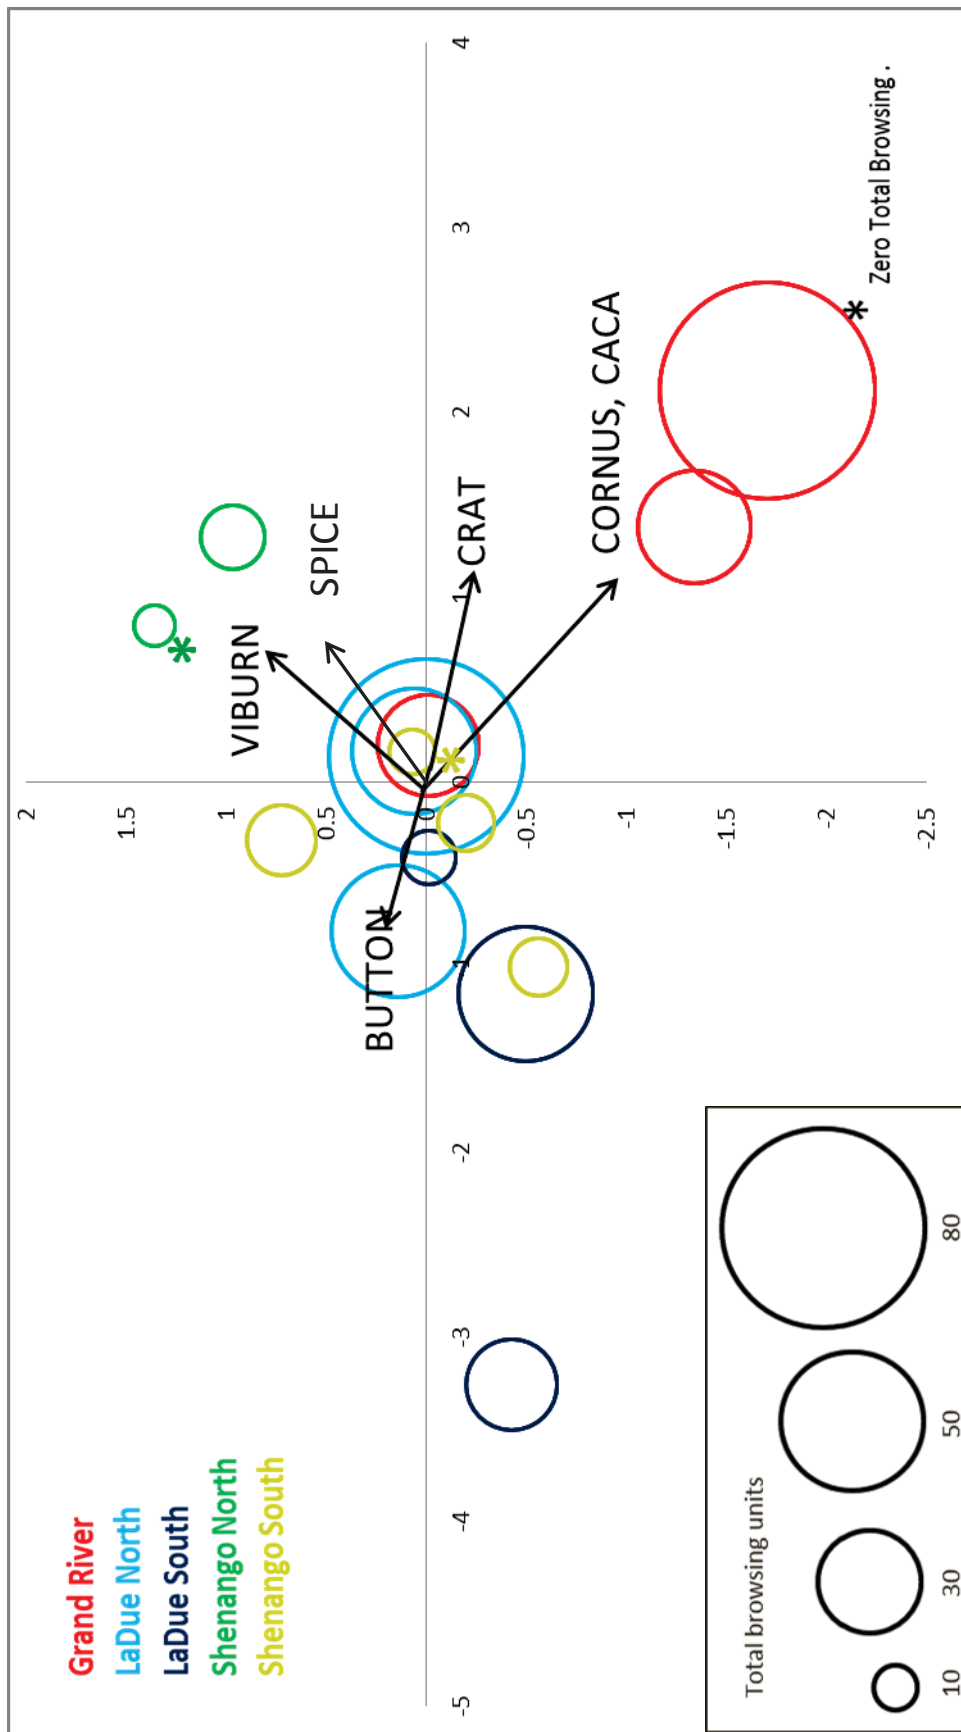 Grand River
LaDue North
LaDue South
Shenango North
Shenango South
2
1.5
1
0.5
0
-0.5
-1
-1.5
-2
-2.5
-5
-4
-3
-2
1
0
1
2
3
4
VIBURN
SPICE
CRAT
CORNUS, CACA
BUTTON
* Zero Total Browsing .
*
*
Total browsing units
10 30 50 80